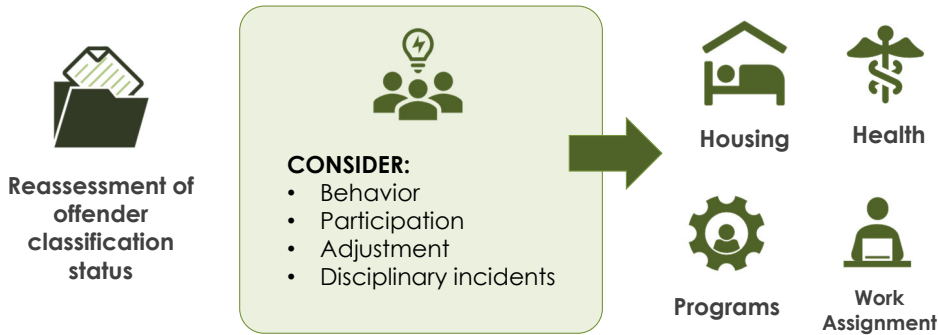 Reassessment of
offender
classification
status
CONSIDER:
• Behavior
• Participation
• Adjustment
• Disciplinary incidents
Housing
Health
Programs
Work
Assignment